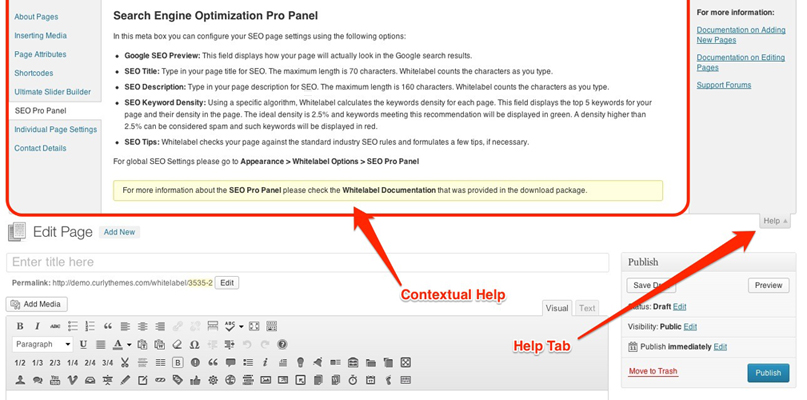 About Pages
Inserting Media
Page Attributes
Shortcodes
Ultimate Slider Builder
SEO Pro Panel
Individual Page Settings
Contact Details
Search Engine Optimization Pro Panel
In this meta box you can configure your SEO page settings using the following options:
Google SEO Preview: This field displays how your page will actually look in the Google search results.
SEO Title: Type in your page title for SEO. The maximum length is 70 characters. Whitelabel counts the characters as you type.
SEO Description: Type in your page description for SEO. The maximum length is 160 characters. Whitelabel counts the characters as you type.
SEO Keyword Density: Using a specific algorithm, Whitelabel calculates the keywords density for each page. This field displays the top 5 keywords for your
page and their density in the page. The ideal density is 2.5% and keywords meeting this recommendation will be displayed in green. A density higher than
2.5% can be considered spam and such keywords will be displayed in red.
SEO Tips: Whitelabel checks your page against the standard industry SEO rules and formulates a few tips, if necessary.
For global SEO Settings please go to Appearance > Whitelabel Options > SEO Pro Panel
For more information about the SEO Pro Panel please check the Whitelabel Documentation that was provided in the download package.
For more information:
Documentation on Adding
New Pages
Documentation on Editing
Pages
Support Forums
Help
Edit Page
Add New
Enter title here
Permalink: http://demo.curlythemes.com/whitelabel/3535-2 Edit
Add Media
Visual Text
B I ABC
Paragraph U A
1/2 1/3 2/3 1/4 2/4 3/4 B
Contextual Help
Help Tab
Publish
Save Preview
Status: Draft Edit
Visibility: Public Edit
Publish immediately Edit
Move to Trash Publish